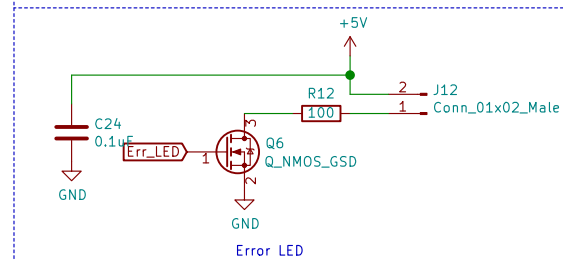 +5V
R12
100
2
1
J12
Conn_01x02_Male
C24
0.1uF
Err_LED
1
3
2
Q6
Q_NMOS_GSD
GND
GND
Error LED